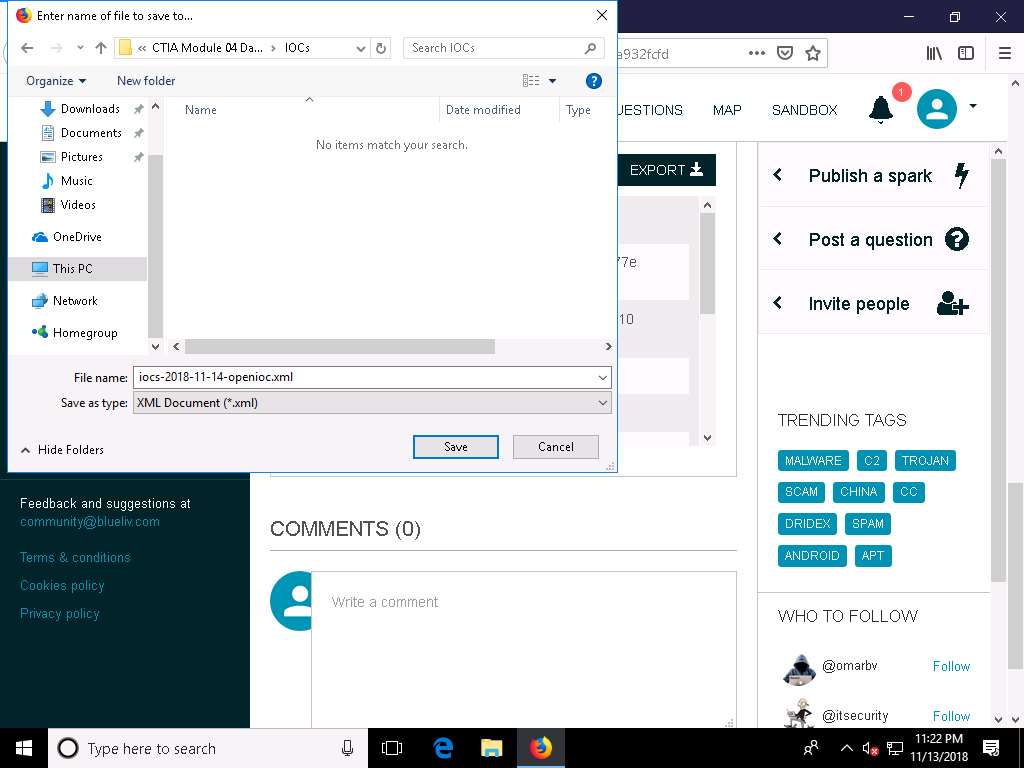 Enter name of file to save to...
« CTIA Module 04 Da... › IOCs
Search IOCs
a932fcfd
Organize
New folder
Downloads
Documents
Pictures
Music
Videos
OneDrive
This PC
Network
Homegroup
Name
Date modified
Type
No items match your search.
File name:
iocs-2018-11-14-openioc.xml
Save as type:
XML Document (*.xml)
Hide Folders
Save
Cancel
UESTIONS
MAP
SANDBOX
1
EXPORT
77e
10
Publish a spark
Post a question
Invite people
TRENDING TAGS
MALWARE C2 TROJAN
SCAM CHINA CC
DRIDEX SPAM
ANDROID APT
WHO TO FOLLOW
@omarbv Follow
@itsecurity Follow
Feedback and suggestions at
community@blueliv.com
Terms & conditions
Cookies policy
Privacy policy
COMMENTS (0)
Write a comment
Type here to search
11:22 PM
11/13/2018